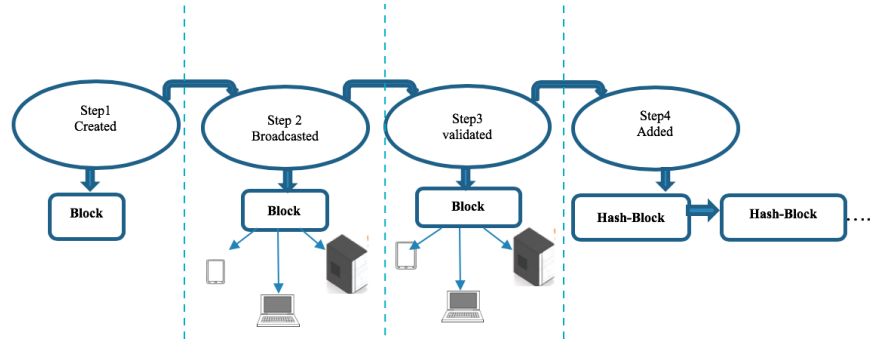 Step1
Created
Step 2
Broadcasted
Step3
validated
Step4
Added
Block
Block
Block
Hash-Block
Hash-Block
....